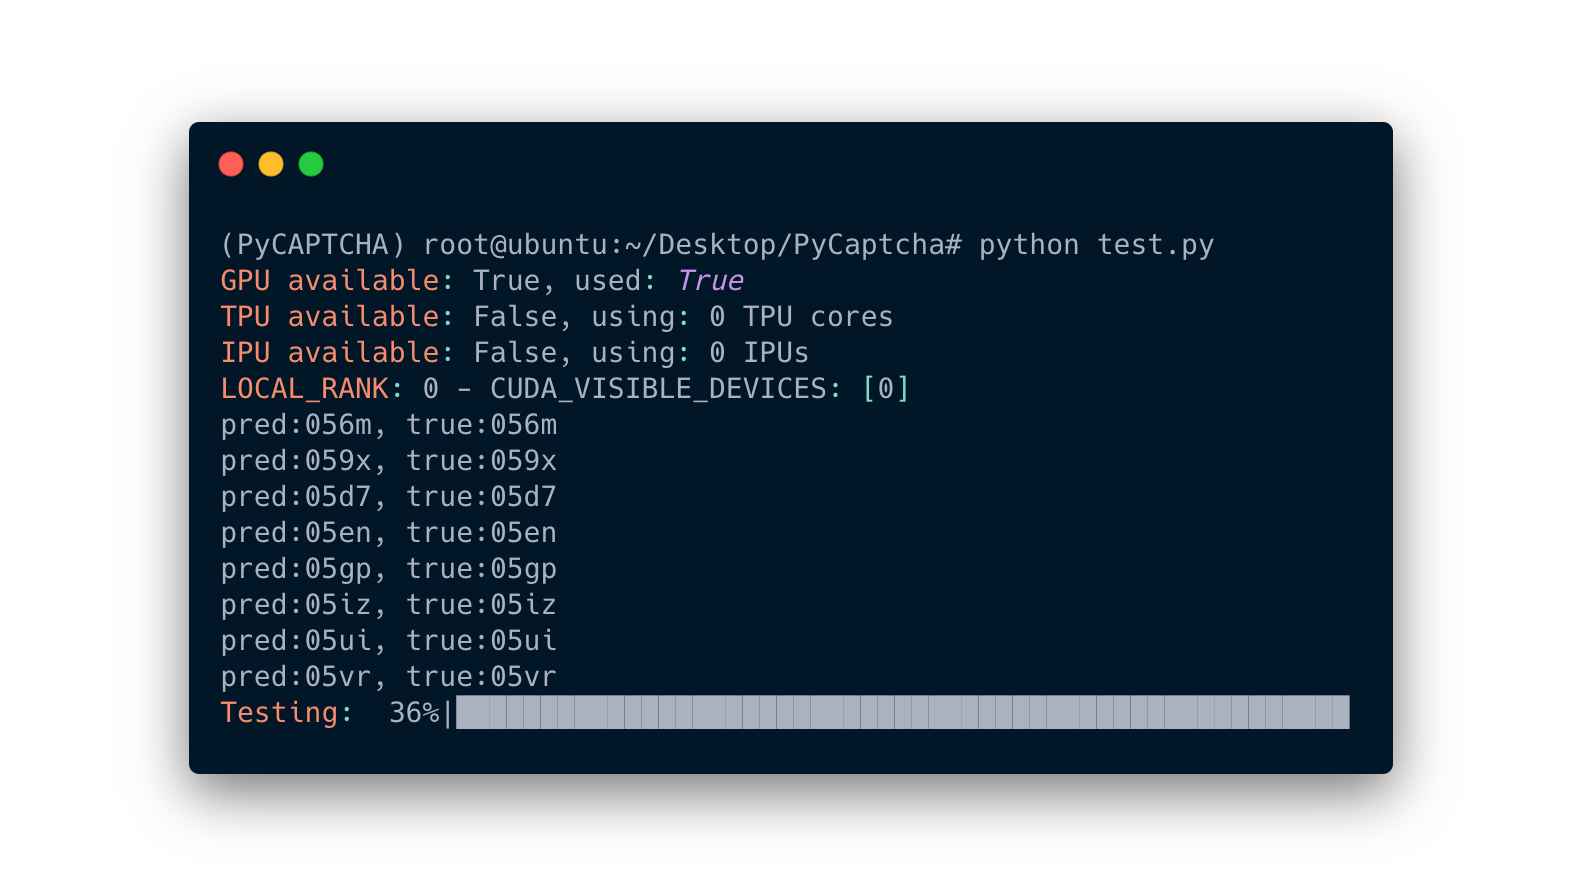 (PyCAPTCHA) root@ubuntu:~/Desktop/PyCaptcha# python test.py
GPU available: True, used: True
TPU available: False, using: 0 TPU cores
IPU available: False, using: 0 IPUs
LOCAL_RANK: 0 - CUDA_VISIBLE_DEVICES: [0]
pred:056m, true:056m
pred:059x, true:059x
pred:05d7, true:05d7
pred:05en, true:05en
pred:05gp, true:05gp
pred:05iz, true:05iz
pred:05ui, true:05ui
pred:05vr, true:05vr
Testing:  36%|█████████████████████████████████████████████████████